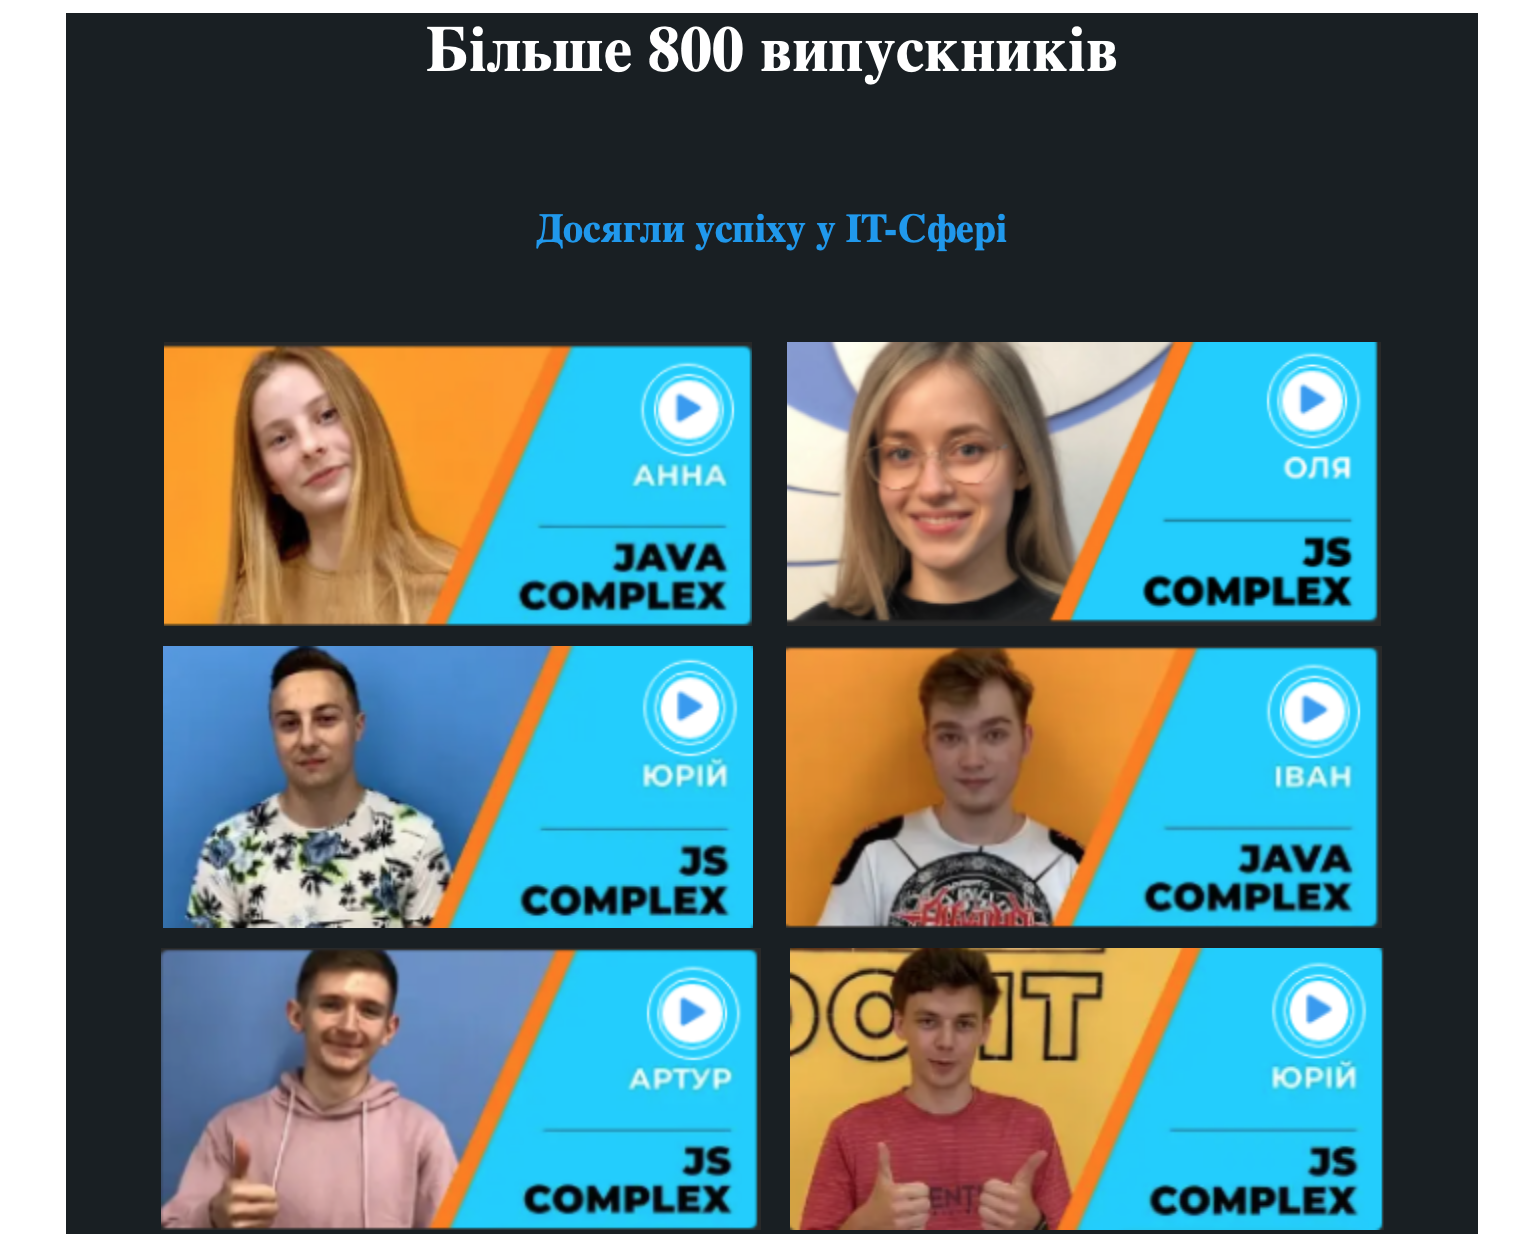 Більше 800 випускників
Досягли успіху у ІТ-Сфері
АННА
JAVA
COMPLEX
ОЛЯ
JS
COMPLEX
ЮРІЙ
JS
COMPLEX
ІВАН
JAVA
COMPLEX
АРТУР
JS
COMPLEX
ЮРІЙ
JS
COMPLEX